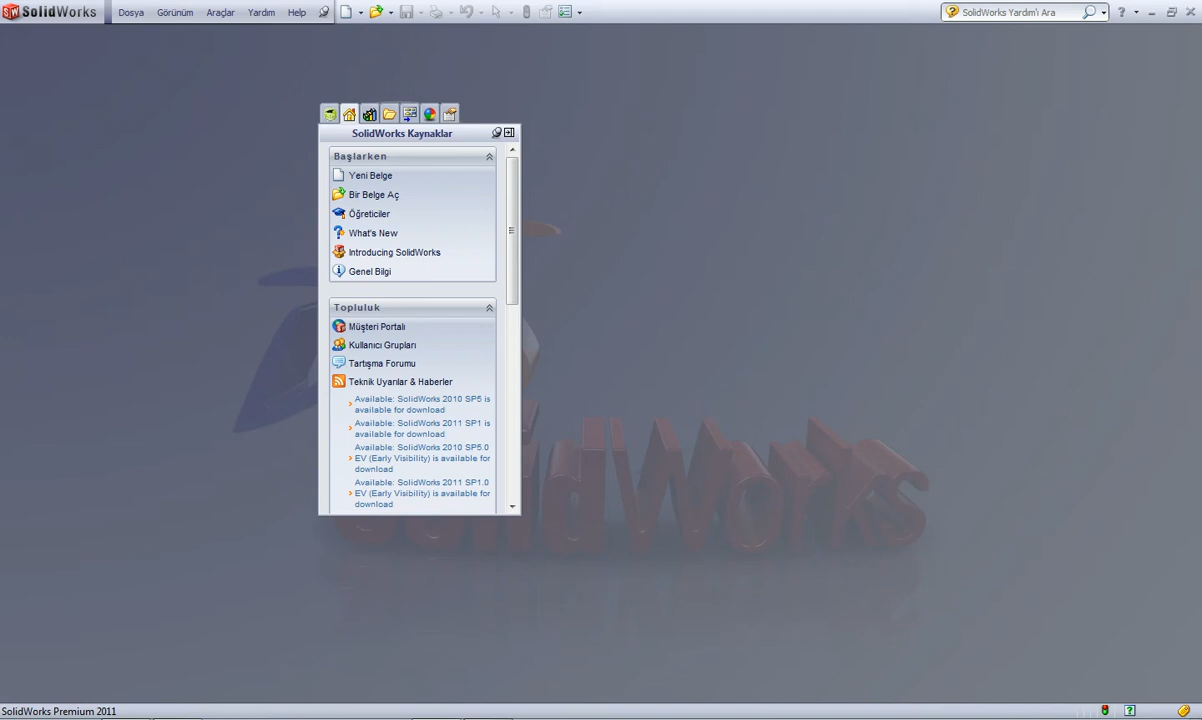 SolidWorks
Dosya Görünüm Araçlar Yardım Help
SolidWorks Yardım'ı Ara
SolidWorks Kaynaklar
Başlarken
Yeni Belge
Bir Belge Aç
Öğreticiler
What's New
Introducing SolidWorks
Genel Bilgi
Topluluk
Müşteri Portalı
Kullanıcı Grupları
Tartışma Forumu
Teknik Uyarılar & Haberler
Available: SolidWorks 2010 SP5 is
available for download
Available: SolidWorks 2011 SP1 is
available for download
Available: SolidWorks 2010 SP5.0
EV (Early Visibility) is available for
download
Available: SolidWorks 2011 SP1.0
EV (Early Visibility) is available for
download
SolidWorks
SolidWorks Premium 2011